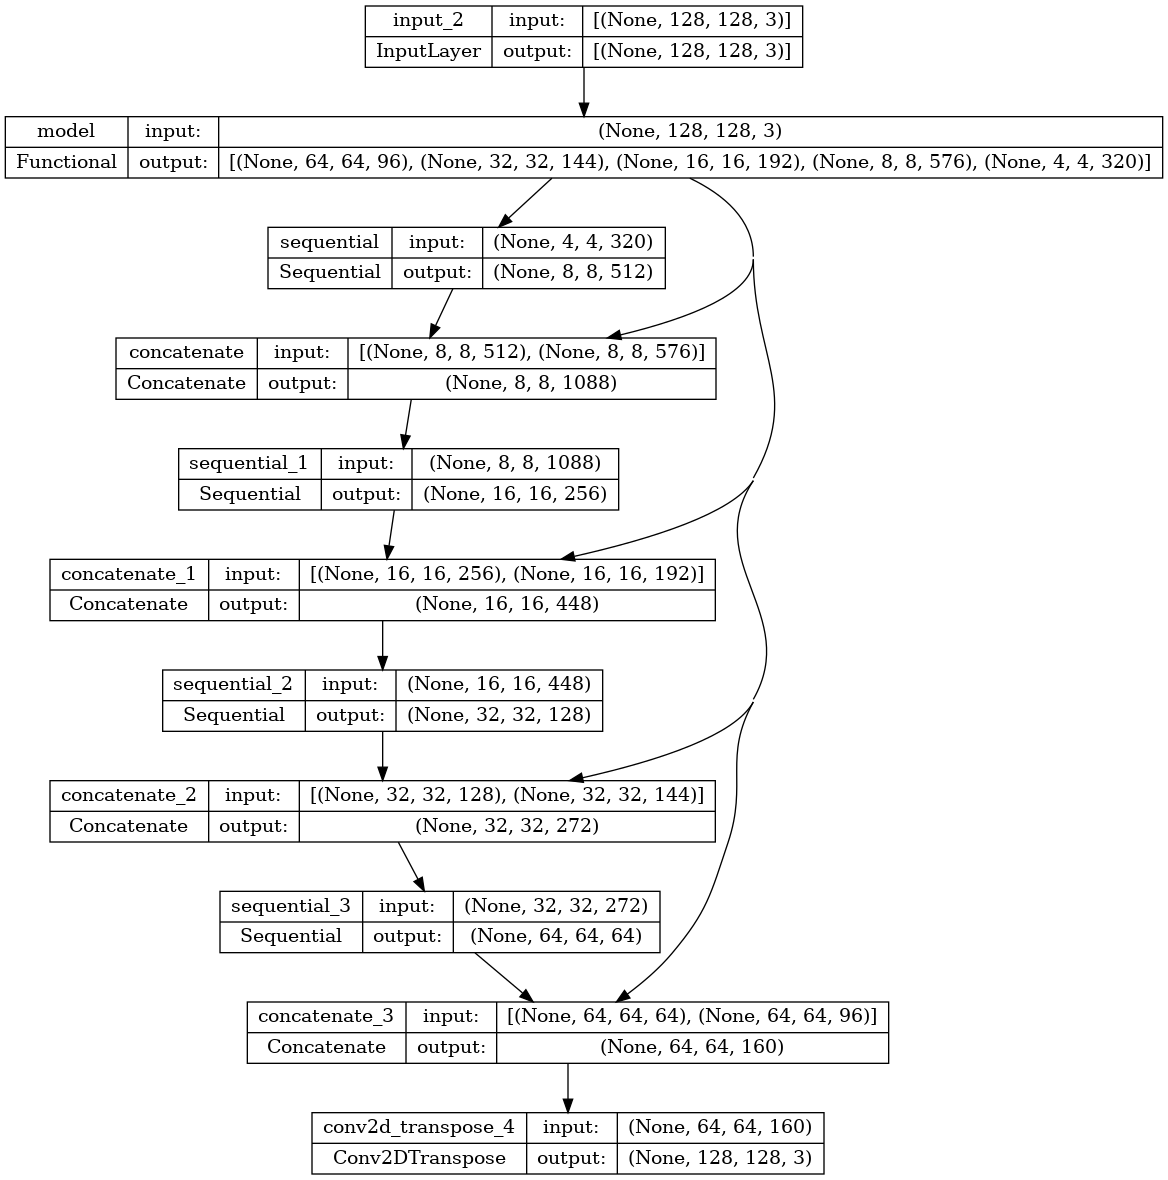 input_2 input: [(None, 128, 128, 3)]
InputLayer output: [(None, 128, 128, 3)]
model input: (None, 128, 128, 3)
Functional output: [(None, 64, 64, 96), (None, 32, 32, 144), (None, 16, 16, 192), (None, 8, 8, 576), (None, 4, 4, 320)]
sequential input: (None, 4, 4, 320)
Sequential output: (None, 8, 8, 512)
concatenate input: [(None, 8, 8, 512), (None, 8, 8, 576)]
Concatenate output: (None, 8, 8, 1088)
sequential_1 input: (None, 8, 8, 1088)
Sequential output: (None, 16, 16, 256)
concatenate_1 input: [(None, 16, 16, 256), (None, 16, 16, 192)]
Concatenate output: (None, 16, 16, 448)
sequential_2 input: (None, 16, 16, 448)
Sequential output: (None, 32, 32, 128)
concatenate_2 input: [(None, 32, 32, 128), (None, 32, 32, 144)]
Concatenate output: (None, 32, 32, 272)
sequential_3 input: (None, 32, 32, 272)
Sequential output: (None, 64, 64, 64)
concatenate_3 input: [(None, 64, 64, 64), (None, 64, 64, 96)]
Concatenate output: (None, 64, 64, 160)
conv2d_transpose_4 input: (None, 64, 64, 160)
Conv2DTranspose output: (None, 128, 128, 3)